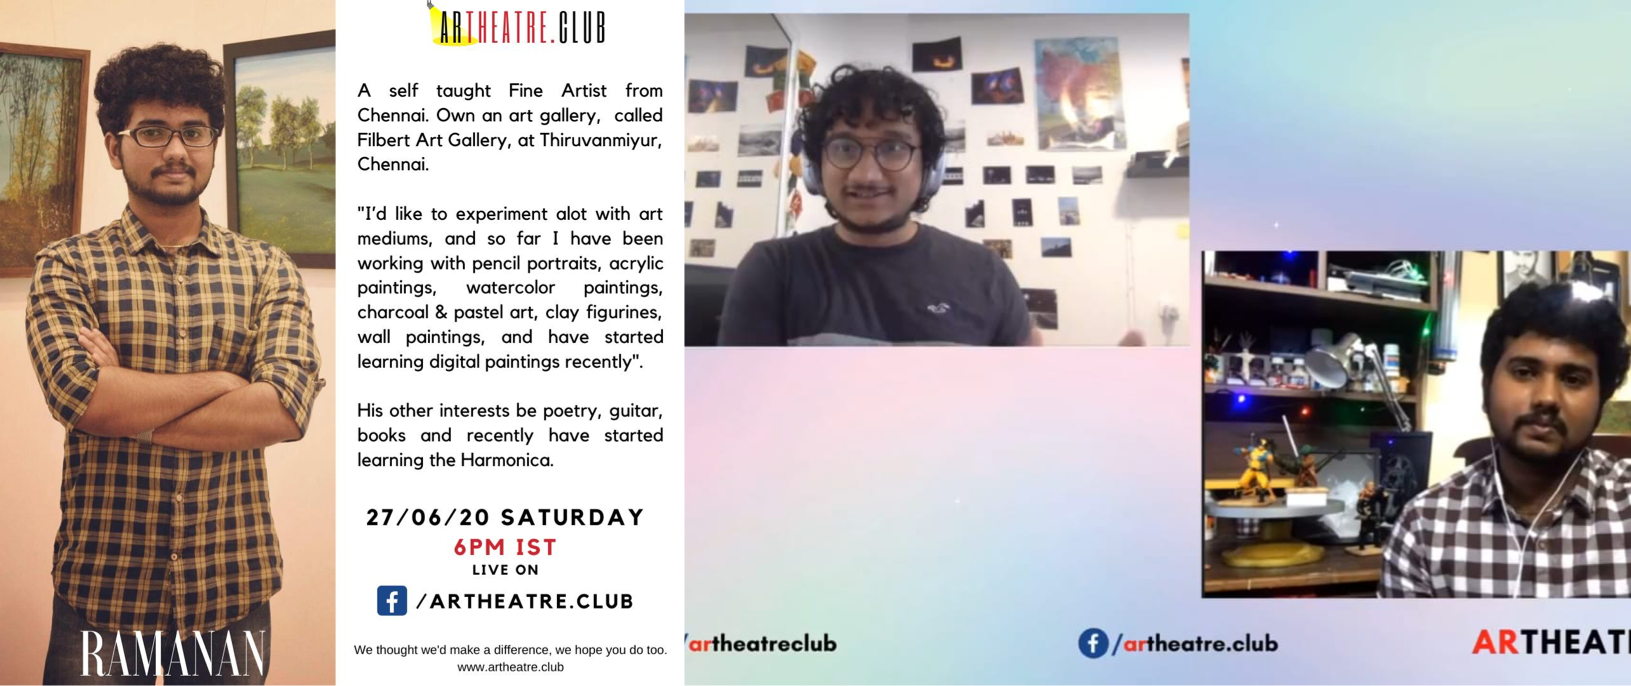 ARTHEATRE.CLUB
A self taught Fine Artist from
Chennai. Own an art gallery, called
Filbert Art Gallery, at Thiruvanmiyur,
Chennai.
"I'd like to experiment alot with art
mediums, and so far I have been
working with pencil portraits, acrylic
paintings, watercolor paintings,
charcoal & pastel art, clay figurines,
wall paintings, and have started
learning digital paintings recently".
His other interests be poetry, guitar,
books and recently have started
learning the Harmonica.
27/06/20 SATURDAY
6PM IST
LIVE ON
/ARTHEATRE.CLUB
We thought we'd make a difference, we hope you do too.
www.artheatre.club
RAMANAN
/artheatreclub
/artheatre.club
ARTHEAT